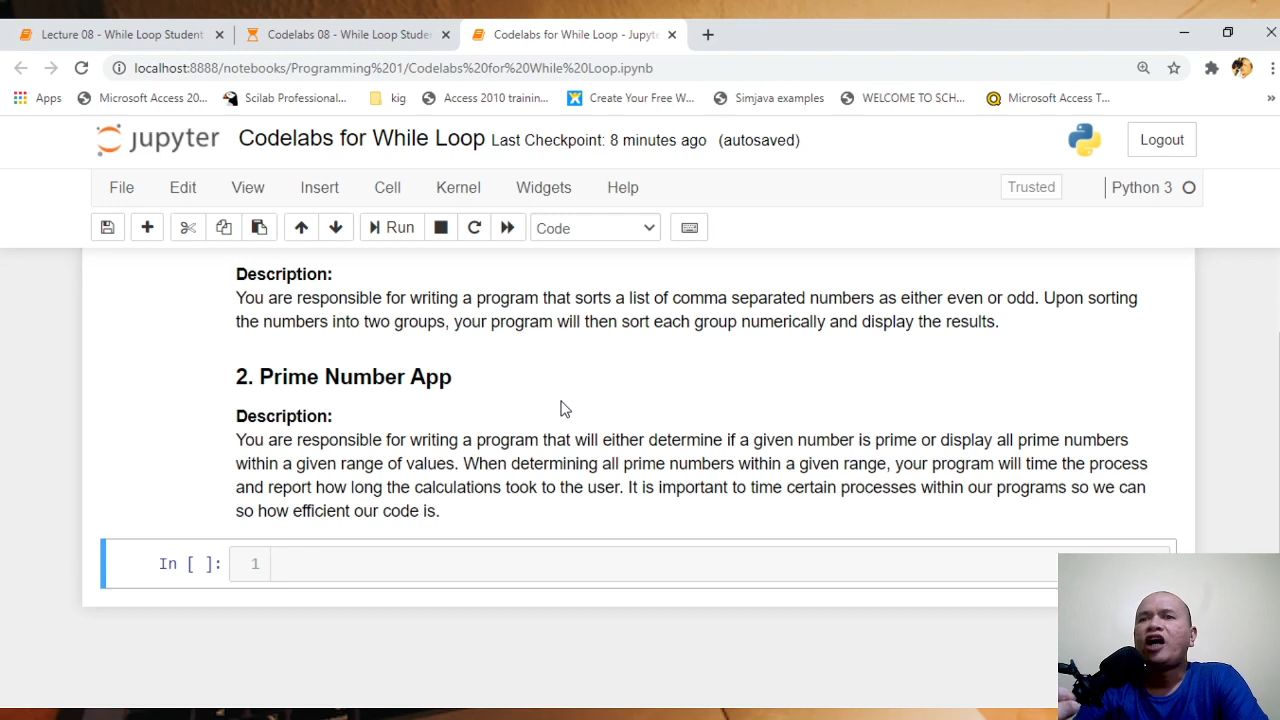 Lecture 08 - While Loop Student
Codelabs 08 - While Loop Stude
Codelabs for While Loop - Jupyte
localhost:8888/notebooks/Programming%201/Codelabs%20for%20While%20Loop.ipynb
Apps Microsoft Access 20... Scilab Professional... kig Access 2010 trainin... Create Your Free W... Simjava examples WELCOME TO SCH... Microsoft Access T... »
jupyter Codelabs for While Loop Last Checkpoint: 8 minutes ago (autosaved) Logout
File Edit View Insert Cell Kernel Widgets Help Trusted Python 3
Run Code
Description:
You are responsible for writing a program that sorts a list of comma separated numbers as either even or odd. Upon sorting
the numbers into two groups, your program will then sort each group numerically and display the results.
2. Prime Number App
Description:
You are responsible for writing a program that will either determine if a given number is prime or display all prime numbers
within a given range of values. When determining all prime numbers within a given range, your program will time the process
and report how long the calculations took to the user. It is important to time certain processes within our programs so we can
so how efficient our code is.
In [ ]: 1